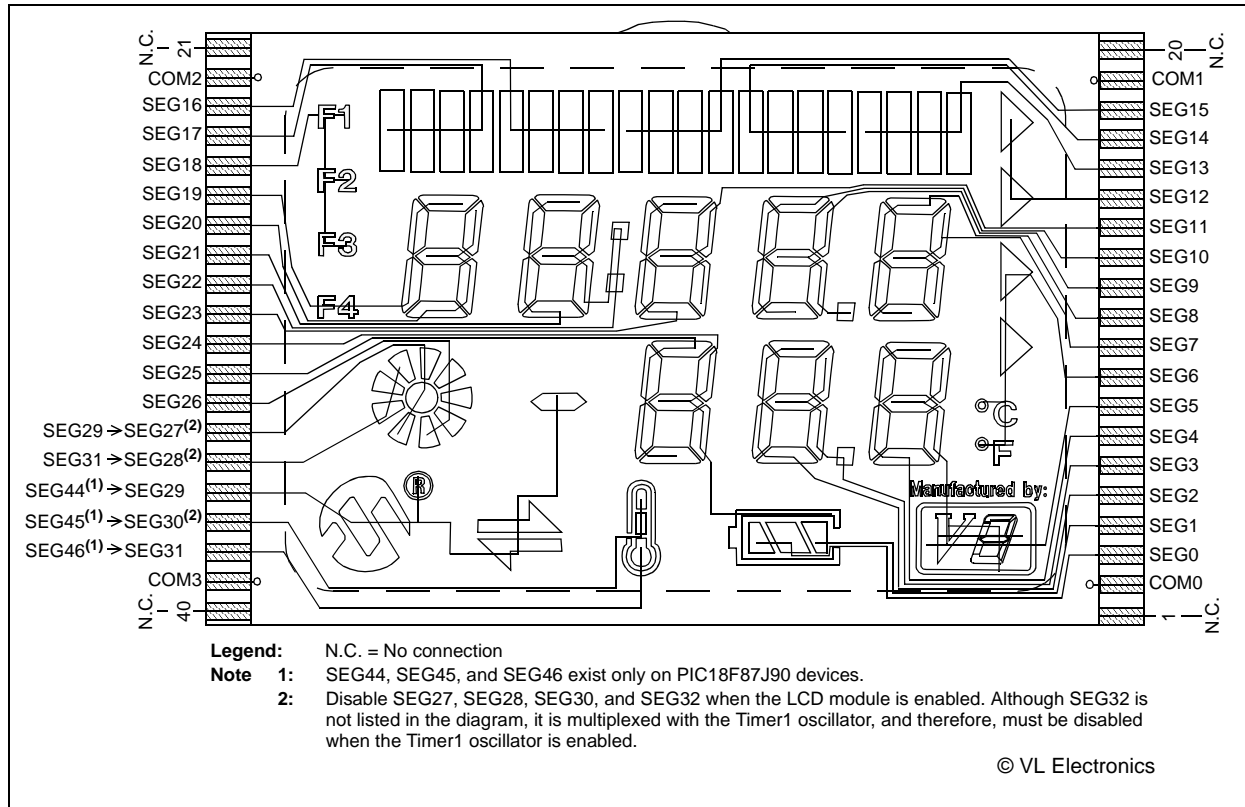 N.C. 21
COM2
SEG16
SEG17
SEG18
SEG19
SEG20
SEG21
SEG22
SEG23
SEG24
SEG25
SEG26
SEG29 → SEG27(2)
SEG31 → SEG28(2)
SEG44(1) → SEG29
SEG45(1) → SEG30(2)
SEG46(1) → SEG31
COM3
N.C. 40
F1
F2
F3
F4
®
°C
°F
Manufactured by:
20 N.C.
COM1
SEG15
SEG14
SEG13
SEG12
SEG11
SEG10
SEG9
SEG8
SEG7
SEG6
SEG5
SEG4
SEG3
SEG2
SEG1
SEG0
COM0
1 N.C.
Legend: N.C. = No connection
Note 1: SEG44, SEG45, and SEG46 exist only on PIC18F87J90 devices.
2: Disable SEG27, SEG28, SEG30, and SEG32 when the LCD module is enabled. Although SEG32 is
not listed in the diagram, it is multiplexed with the Timer1 oscillator, and therefore, must be disabled
when the Timer1 oscillator is enabled.
© VL Electronics